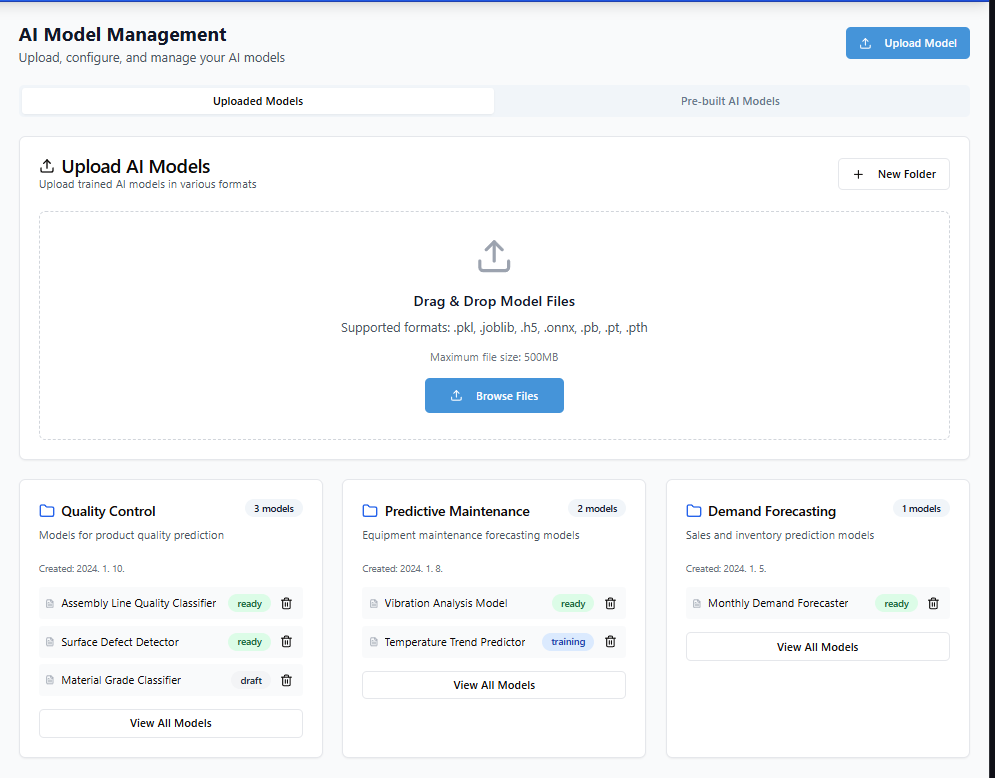 AI Model Management
Upload, configure, and manage your AI models
Upload Model
Uploaded Models
Pre-built AI Models
Upload AI Models
Upload trained AI models in various formats
New Folder
Drag & Drop Model Files
Supported formats: .pkl, .joblib, .h5, .onnx, .pb, .pt, .pth
Maximum file size: 500MB
Browse Files
Quality Control
3 models
Models for product quality prediction
Created: 2024. 1. 10.
Assembly Line Quality Classifier ready
Surface Defect Detector ready
Material Grade Classifier draft
View All Models
Predictive Maintenance
2 models
Equipment maintenance forecasting models
Created: 2024. 1. 8.
Vibration Analysis Model ready
Temperature Trend Predictor training
View All Models
Demand Forecasting
1 models
Sales and inventory prediction models
Created: 2024. 1. 5.
Monthly Demand Forecaster ready
View All Models